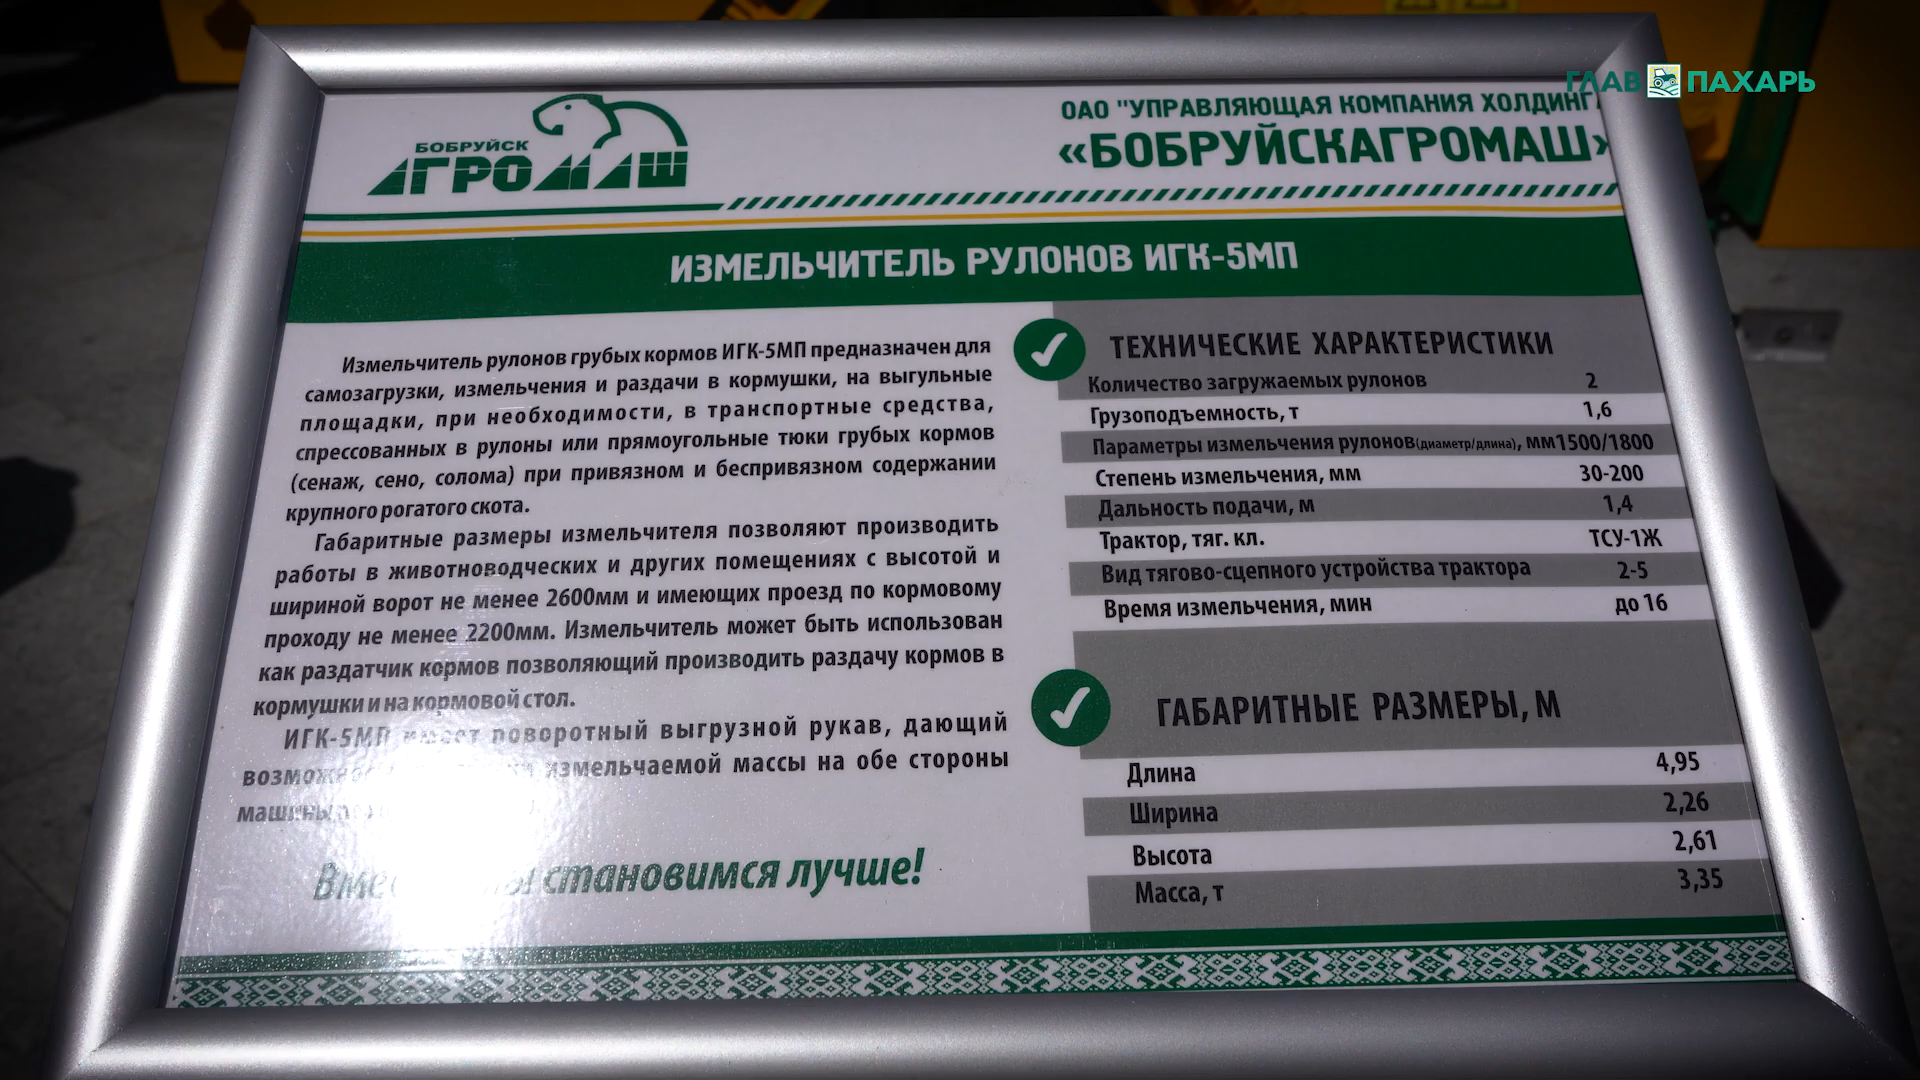 ГЛАВ ПАХАРЬ
БОБРУЙСК
АГРОМАШ
ОАО "УПРАВЛЯЮЩАЯ КОМПАНИЯ ХОЛДИНГА
«БОБРУЙСКАГРОМАШ»
ИЗМЕЛЬЧИТЕЛЬ РУЛОНОВ ИГК-5МП
Измельчитель рулонов грубых кормов ИГК-5МП предназначен для
самозагрузки, измельчения и раздачи в кормушки, на выгульные
площадки, при необходимости, в транспортные средства,
спрессованных в рулоны или прямоугольные тюки грубых кормов
(сенаж, сено, солома) при привязном и беспривязном содержании
крупного рогатого скота.
Габаритные размеры измельчителя позволяют производить
работы в животноводческих и других помещениях с высотой и
шириной ворот не менее 2600мм и имеющих проезд по кормовому
проходу не менее 2200мм. Измельчитель может быть использован
как раздатчик кормов позволяющий производить раздачу кормов в
кормушки и на кормовой стол.
ИГК-5МП имеет поворотный выгрузной рукав, дающий
измельчаемой массы на обе стороны
машины
становимся лучше!
ТЕХНИЧЕСКИЕ ХАРАКТЕРИСТИКИ
Количество загружаемых рулонов 2
Грузоподъемность, т 1,6
Параметры измельчения рулонов(диаметр/длина), мм 1500/1800
Степень измельчения, мм 30-200
Дальность подачи, м 1,4
Трактор, тяг. кл. ТСУ-1Ж
Вид тягово-сцепного устройства трактора 2-5
Время измельчения, мин до 16
ГАБАРИТНЫЕ РАЗМЕРЫ, М
Длина 4,95
Ширина 2,26
Высота 2,61
Масса, т 3,35